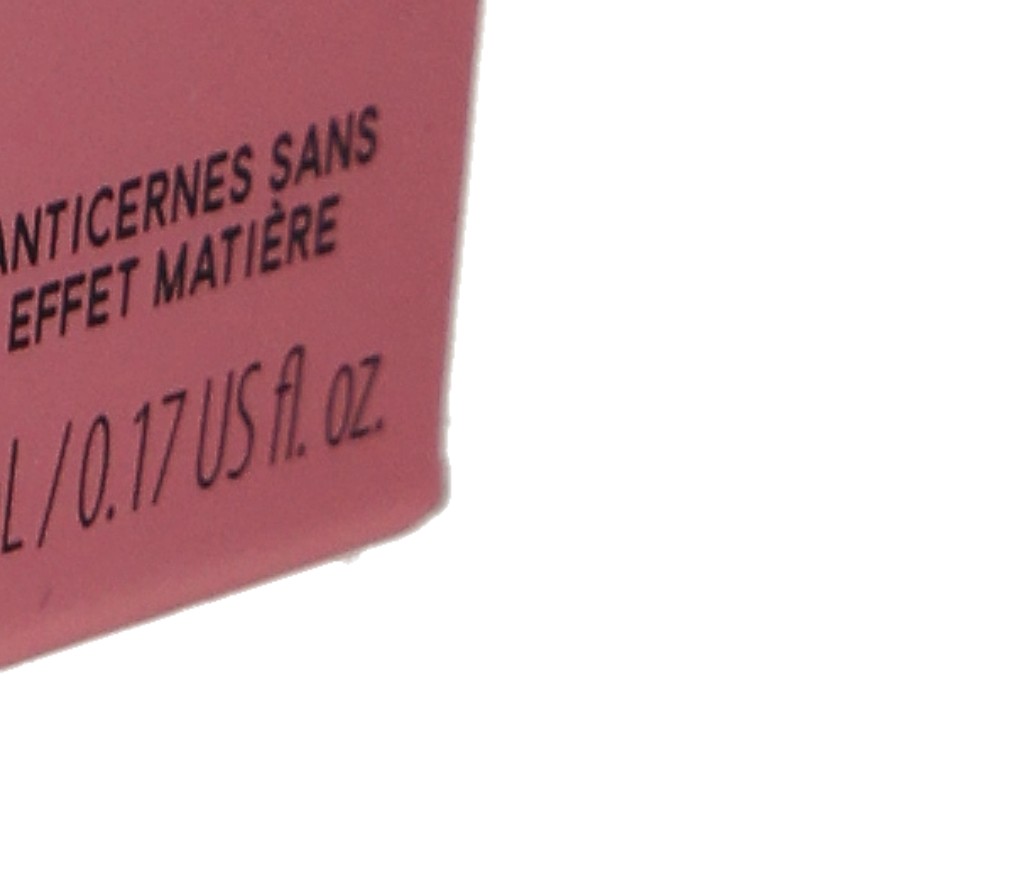 ANTICERNES SANS
EFFET MATIÈRE
L / 0.17 US fl. oz.